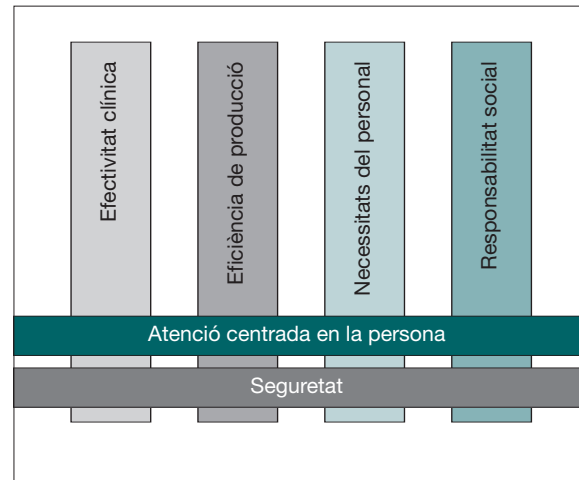 Efectivitat clínica
Eficiència de producció
Necessitats del personal
Responsabilitat social
Atenció centrada en la persona
Seguretat